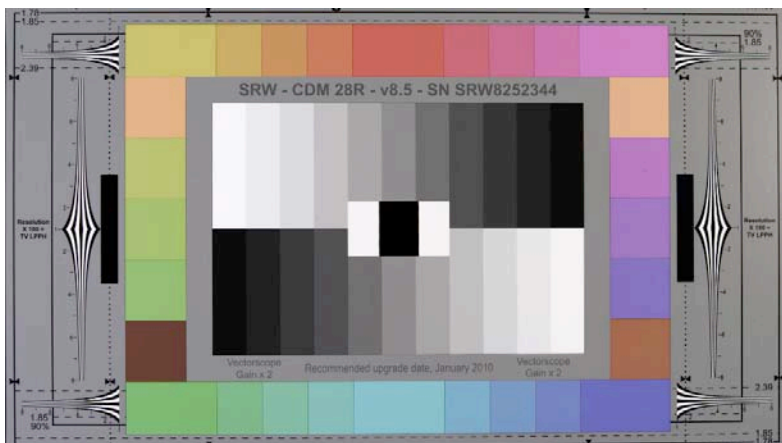 1.78
1.85
90%
1.85
2.39
SRW - CDM 28R - v8.5 - SN SRW8252344
Resolution
X 100 =
TV LPPH
Resolution
X 100 =
TV LPPH
Vectorscope
Gain x 2
Recommended upgrade date, January 2010
Vectorscope
Gain x 2
2.39
1.85
90%
1.85